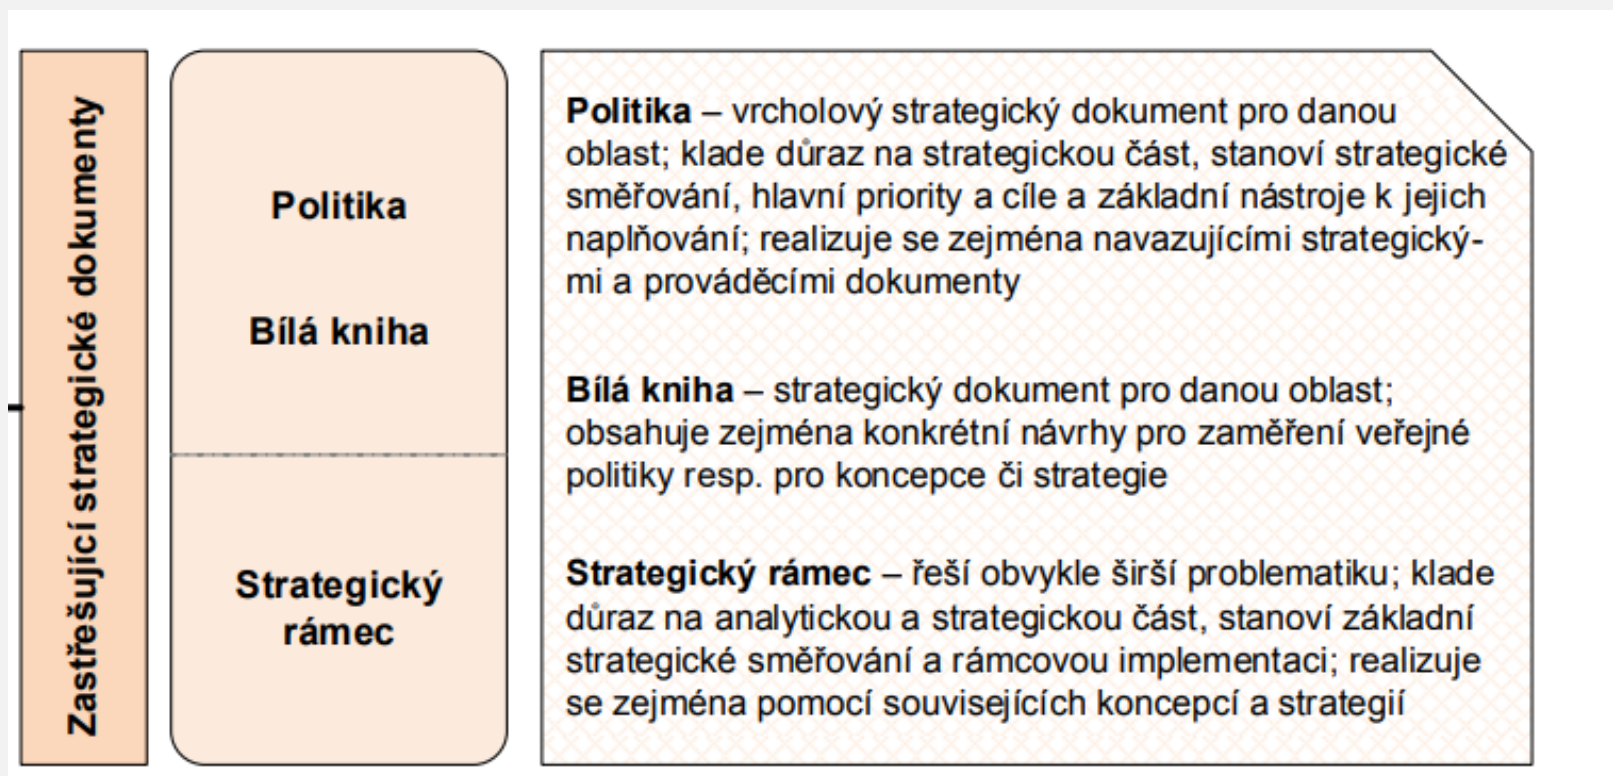 Zastřešující strategické dokumenty
Politika
Bílá kniha
Strategický
rámec
Politika – vrcholový strategický dokument pro danou
oblast; klade důraz na strategickou část, stanoví strategické
směřování, hlavní priority a cíle a základní nástroje k jejich
naplňování; realizuje se zejména navazujícími strategický-
mi a prováděcími dokumenty
Bílá kniha – strategický dokument pro danou oblast;
obsahuje zejména konkrétní návrhy pro zaměření veřejné
politiky resp. pro koncepce či strategie
Strategický rámec – řeší obvykle širší problematiku; klade
důraz na analytickou a strategickou část, stanoví základní
strategické směřování a rámcovou implementaci; realizuje
se zejména pomocí souvisejících koncepcí a strategií